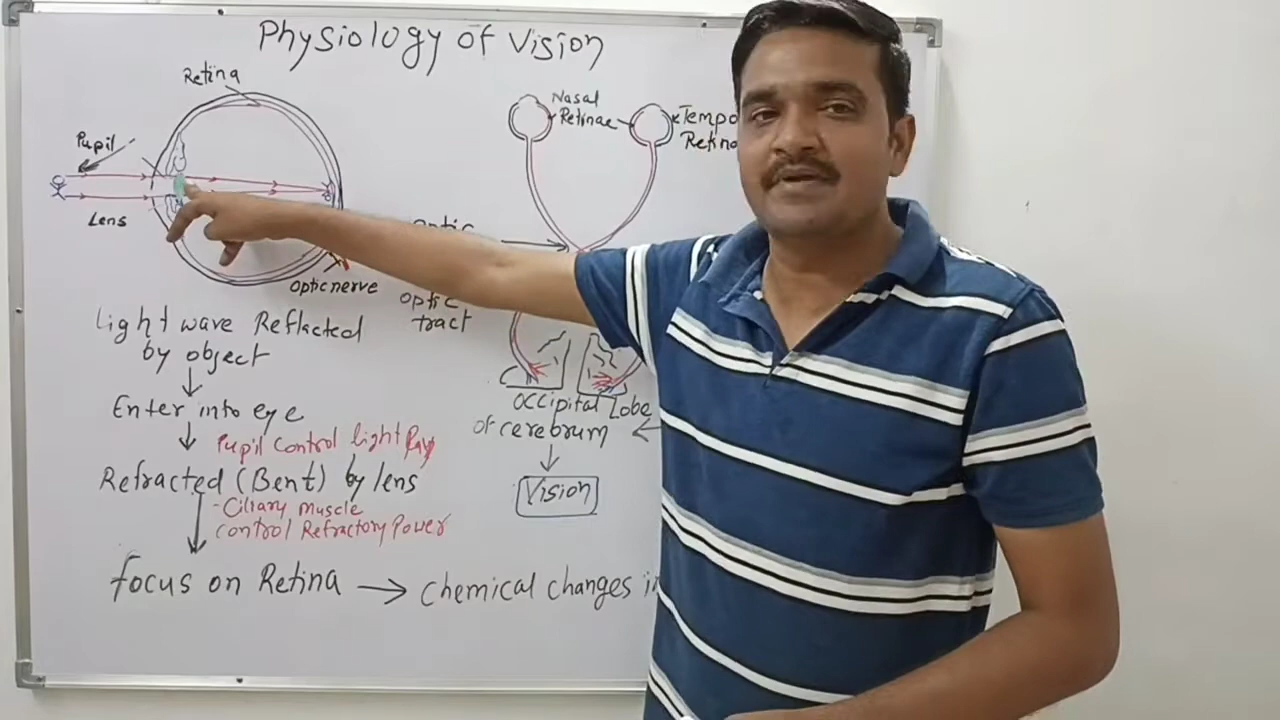 Physiology of Vision
Retina
Pupil
Lens
optic nerve
Nasal
Retinae
Retina
optic
tract
Light wave Reflacted
by object
Enter into eye
Pupil control light Ray
Refracted (Bent) by lens
- Ciliary muscle
control Refractory Power
focus on Retina → chemical changes in
occipital Lobe
of cerebrum
Vision